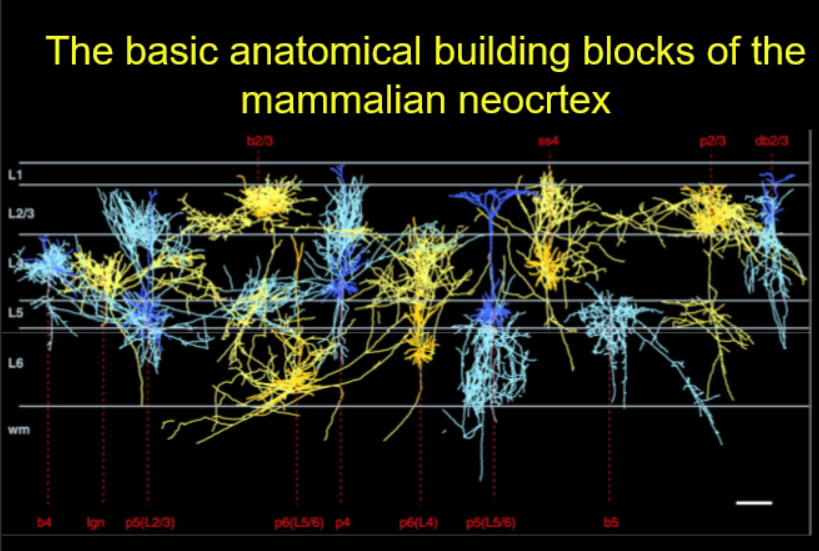 The basic anatomical building blocks of the
mammalian neocrtex
b2/3 ss4 p2/3 db2/3
L1
L2/3
L5
L6
wm
b4 lgn p5(L2/3) p6(L5/6) p4 p6(L4) p5(L5/6) b5